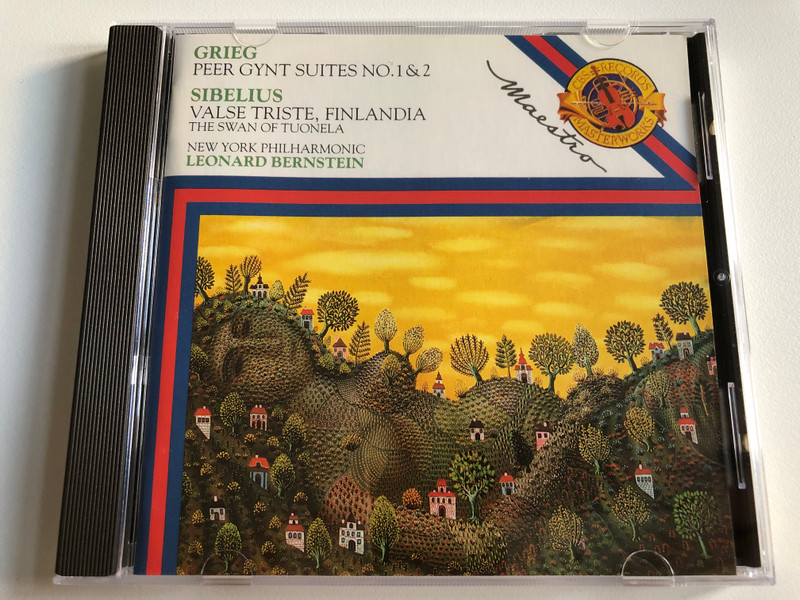 GRIEG
PEER GYNT SUITES NO.1 & 2
SIBELIUS
VALSE TRISTE, FINLANDIA
THE SWAN OF TUONELA
NEW YORK PHILHARMONIC
LEONARD BERNSTEIN
Maestro
CBS RECORDS
MASTERWORKS